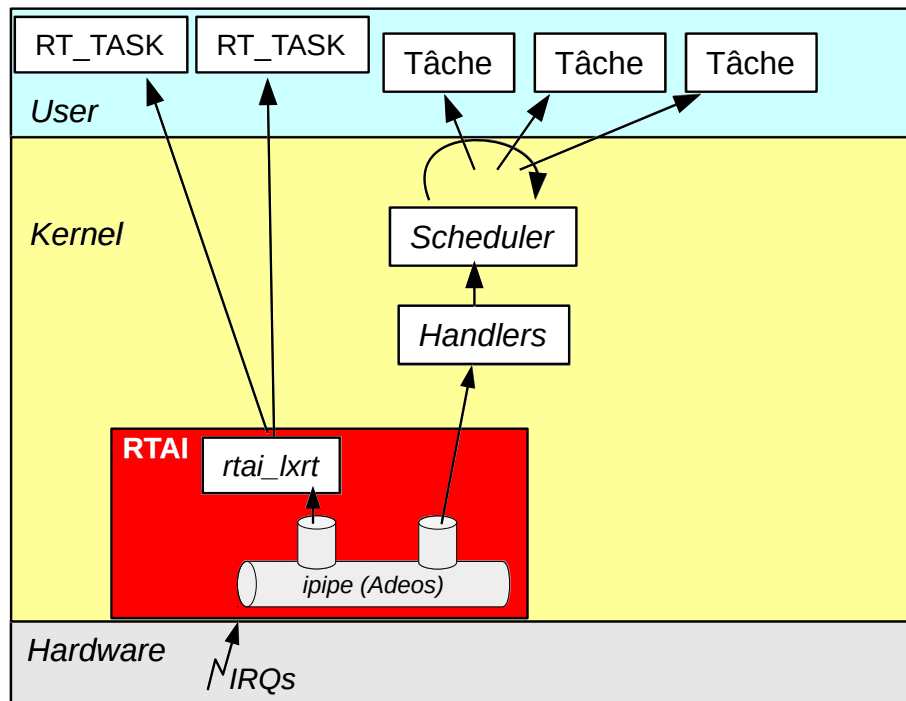 RT_TASK
RT_TASK
Tâche
Tâche
Tâche
User
Kernel
Scheduler
Handlers
RTAI
rtai_lxrt
ipipe (Adeos)
Hardware
IRQs